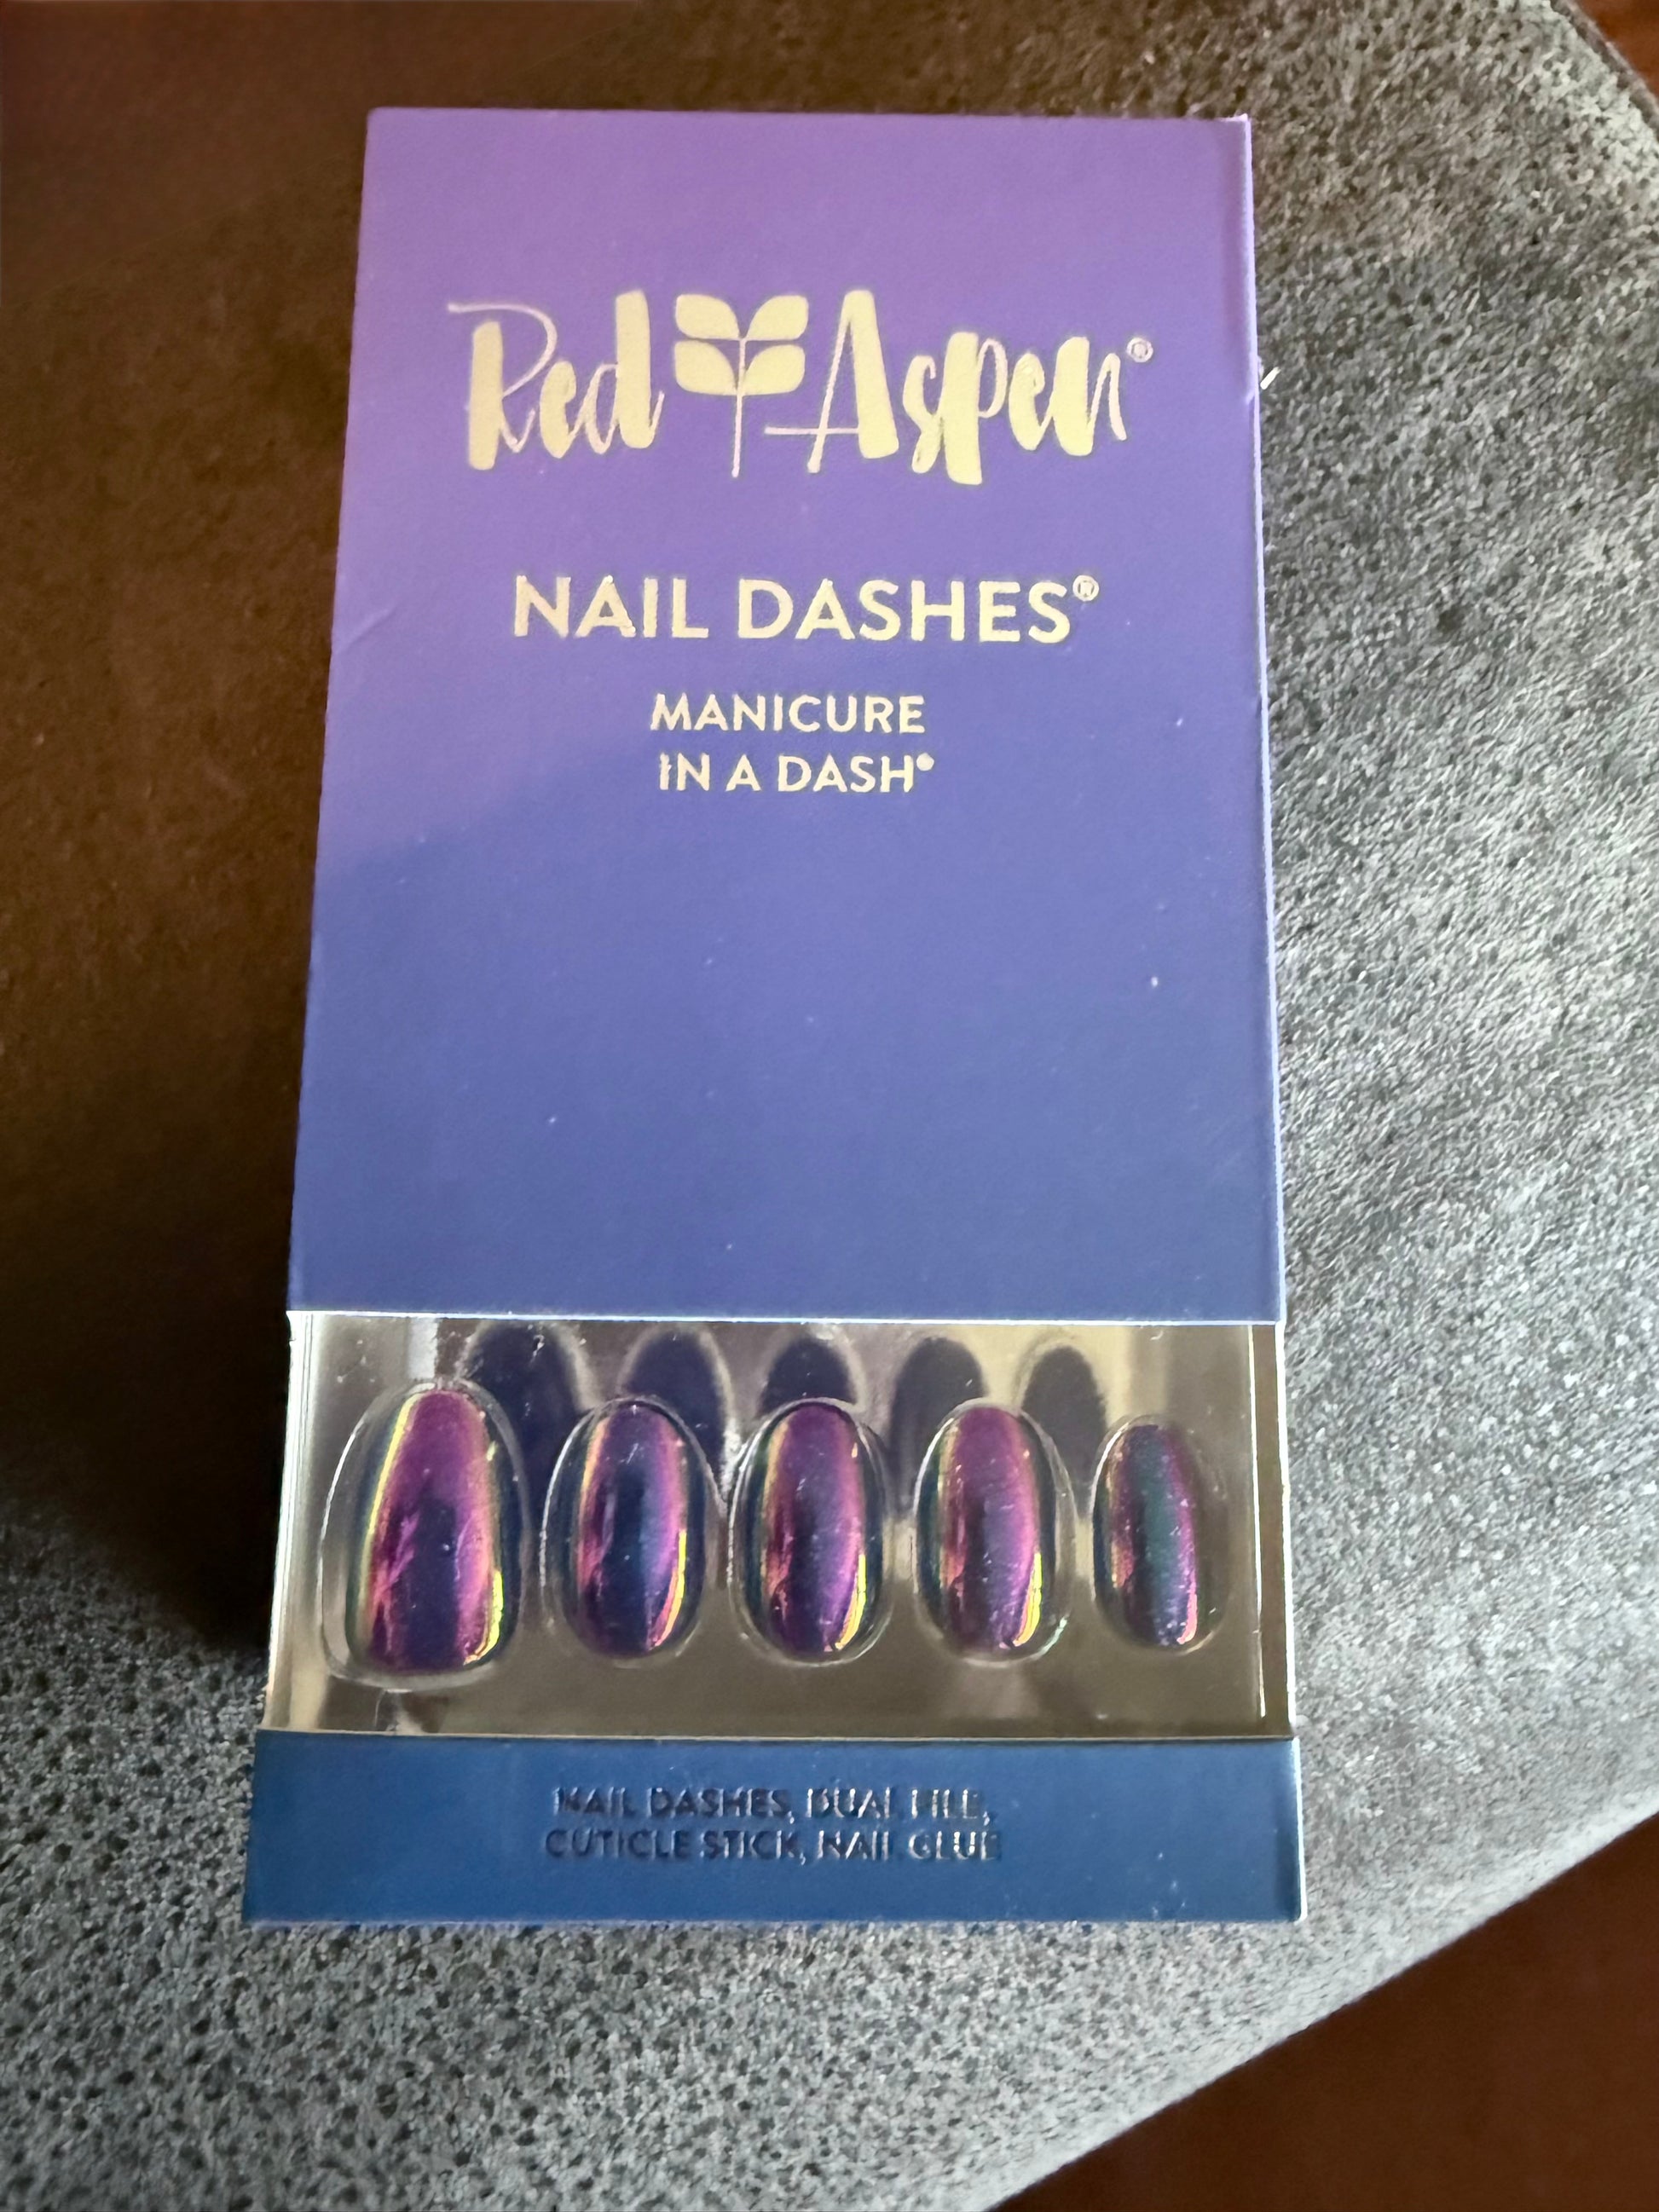 Red Aspen®
NAIL DASHES®
MANICURE
IN A DASH®
NAIL DASHES, DUAL FILE,
CUTICLE STICK, NAIL GLUE